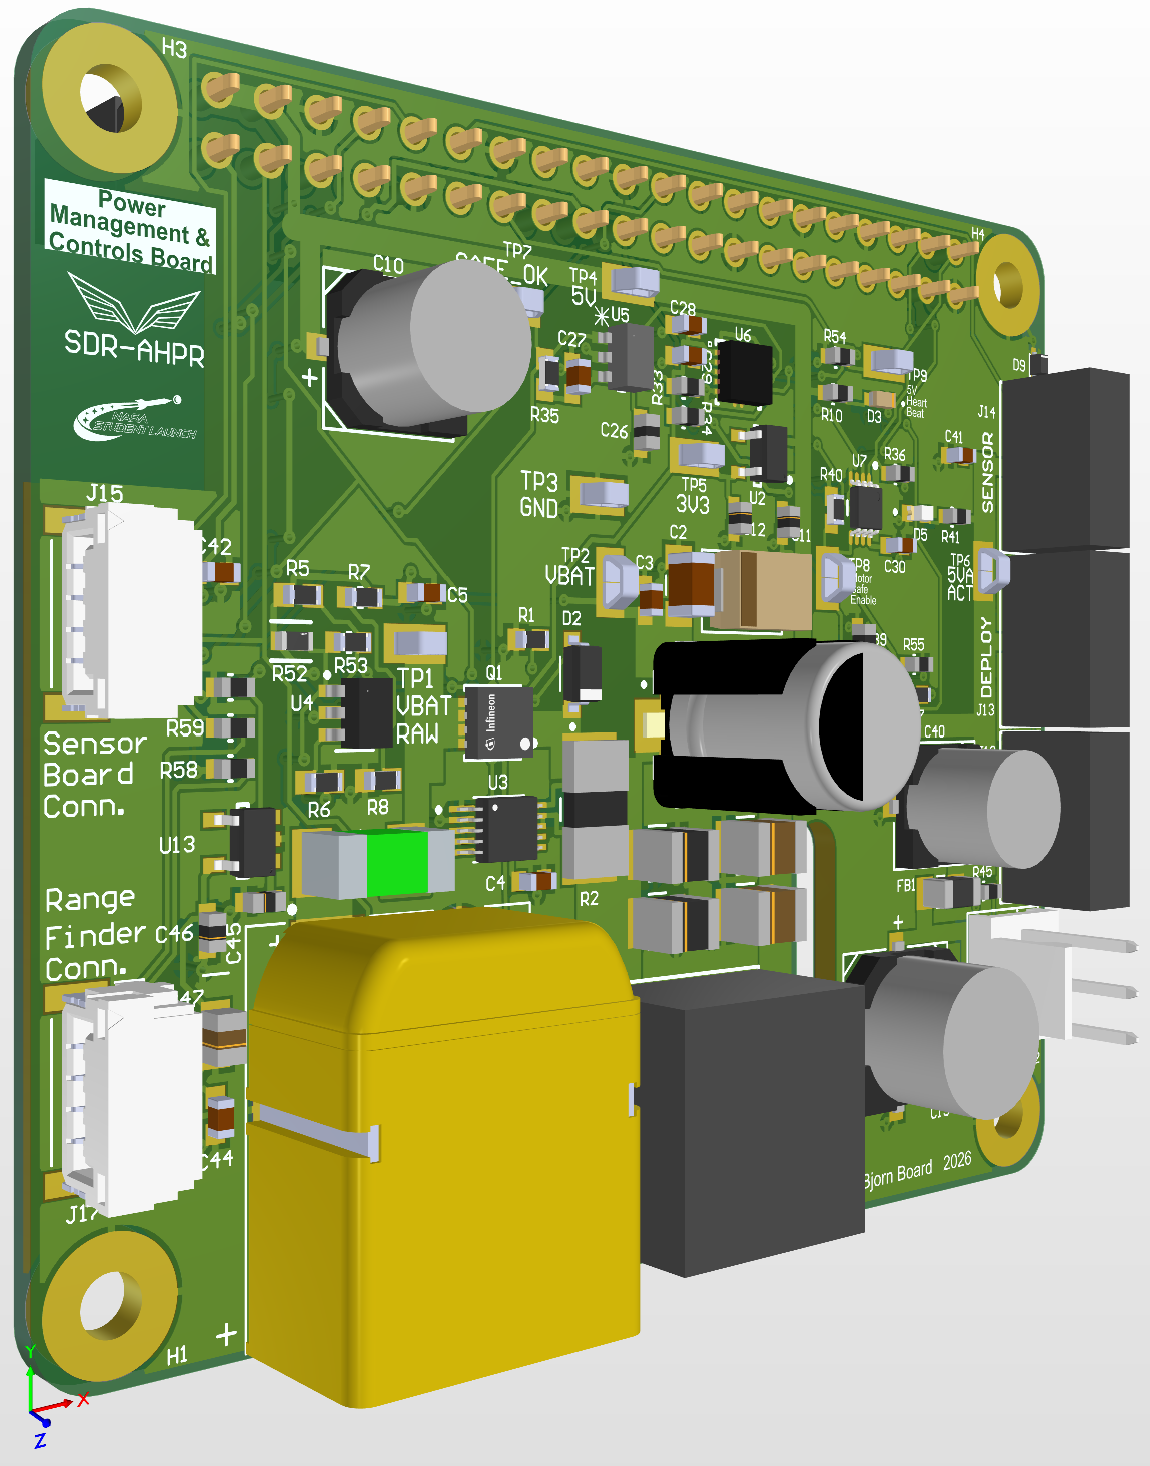 H3
Power
Management &
Controls Board
SDR-AHPR
NASA
STUDENT LAUNCH
H4
C10
TP7
SAFE_OK
TP4
5V
U5
C28
U6
C27
R35
R33
R34
C26
R54
R10
D3
TP9
5V
Heart
Beat
D9
J14
SENSOR
C41
U7
R36
R40
D5
R41
C30
TP3
GND
TP5
3V3
U2
C2
C3
TP2
VBAT
TP8
Motor
Safe
Enable
TP6
5VA
ACT
DEPLOY
J13
R55
C40
J15
C42
R5
R7
C5
R1
D2
R52
R53
U4
TP1
VBAT
RAW
Q1
Infineon
R59
R58
Sensor
Board
Conn.
R6
R8
U3
U13
C4
R2
FB1
R45
Range
Finder
Conn.
C46
C45
C44
J17
H1
+
Bjorn Board 2026
Y
X
Z